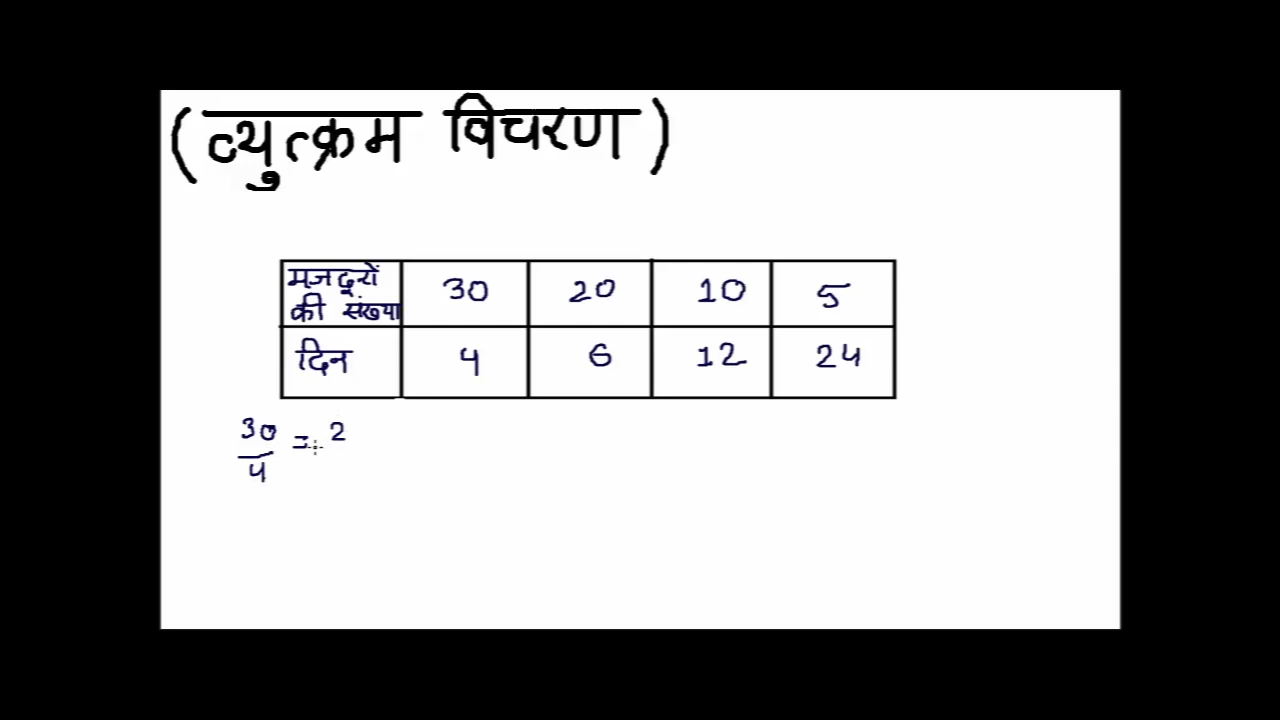 (व्युत्क्रम विचरण)
मजदूरों की संख्या 30 20 10 5
दिन 4 6 12 24
30/4 = 2